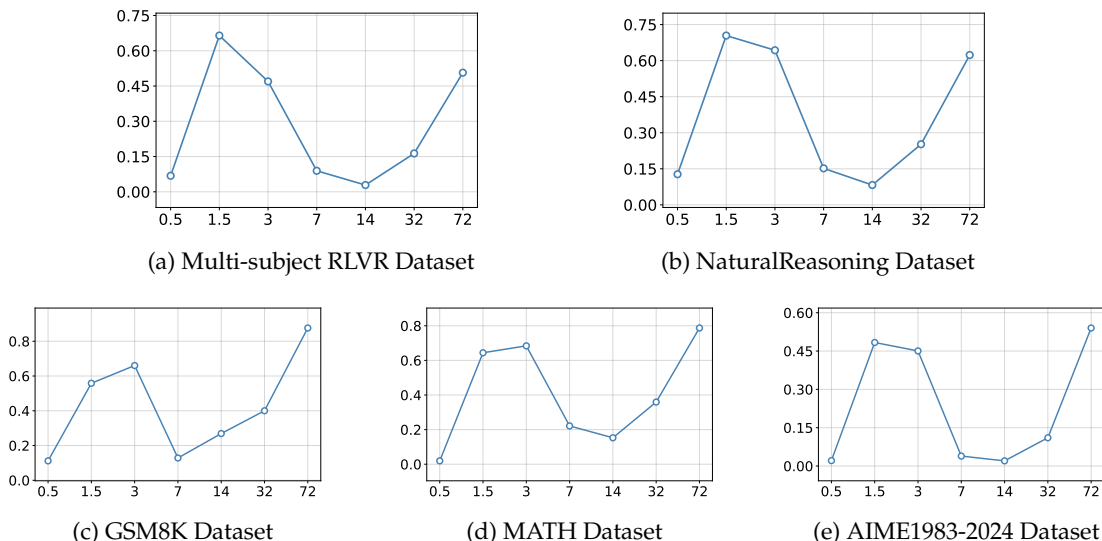 0.75
0.60
0.45
0.30
0.15
0.00
0.5 1.5 3 7 14 32 72
(a) Multi-subject RLVR Dataset
0.75
0.60
0.45
0.30
0.15
0.00
0.5 1.5 3 7 14 32 72
(b) NaturalReasoning Dataset
0.8
0.6
0.4
0.2
0.0
0.5 1.5 3 7 14 32 72
(c) GSM8K Dataset
0.8
0.6
0.4
0.2
0.0
0.5 1.5 3 7 14 32 72
(d) MATH Dataset
0.60
0.45
0.30
0.15
0.00
0.5 1.5 3 7 14 32 72
(e) AIME1983-2024 Dataset